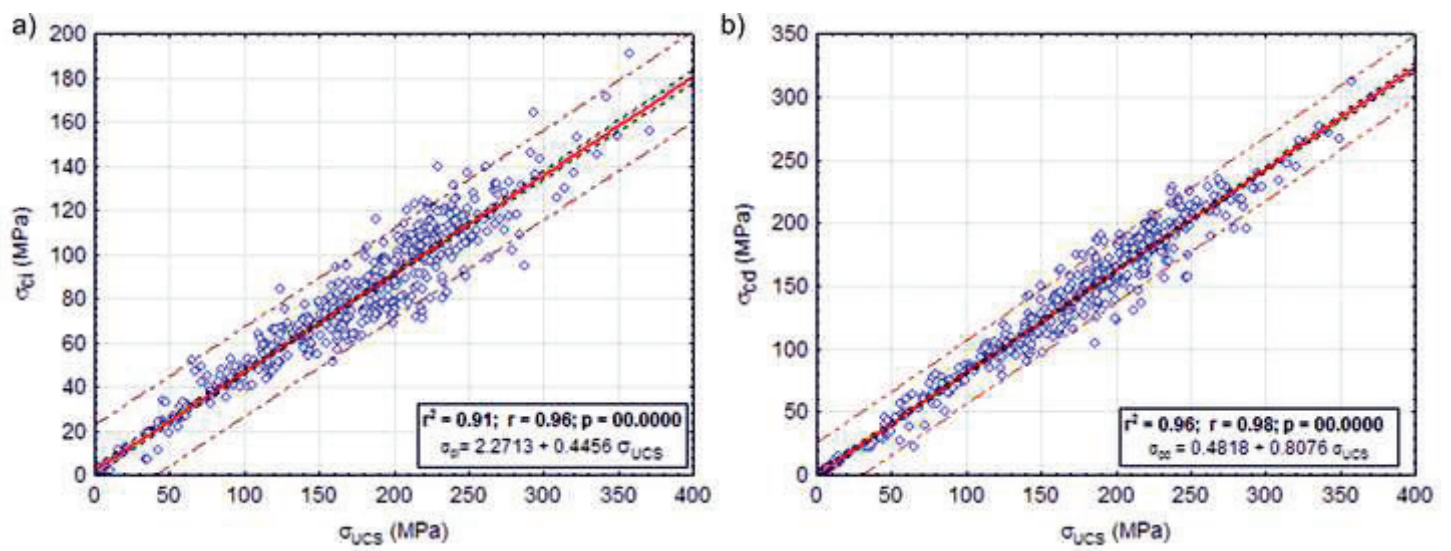 a)
200
180
160
140
120
100
80
60
40
20
0
σci (MPa)
r² = 0.91; r = 0.96; p = 00.0000
= 2.2713 + 0.4456 σUCS
0 50 100 150 200 250 300 350 400
σUCS (MPa)
b)
350
300
250
200
150
100
50
0
σcd (MPa)
r² = 0.96; r = 0.98; p = 00.0000
= 0.4818 + 0.8076 σUCS
0 50 100 150 200 250 300 350 400
σUCS (MPa)